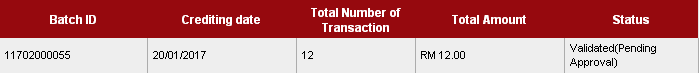 Batch ID Crediting date Total Number of Transaction Total Amount Status
11702000055 20/01/2017 12 RM 12.00 Validated(Pending Approval)